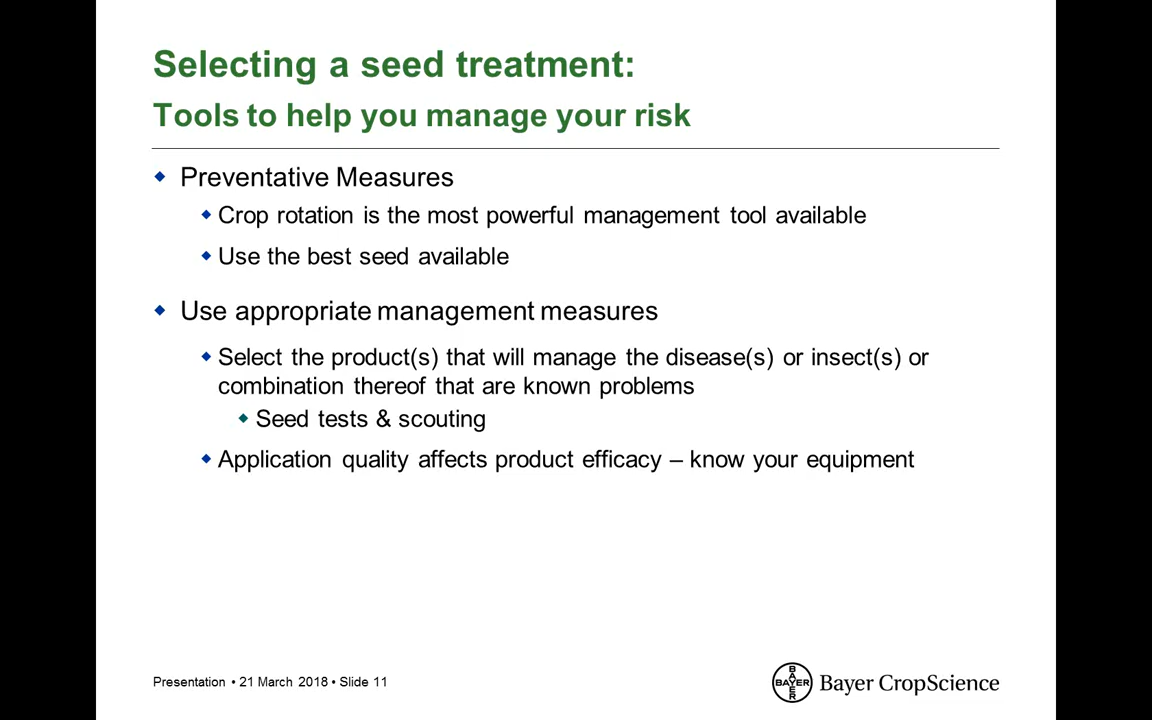 Selecting a seed treatment:
Tools to help you manage your risk
Preventative Measures
Crop rotation is the most powerful management tool available
Use the best seed available
Use appropriate management measures
Select the product(s) that will manage the disease(s) or insect(s) or
combination thereof that are known problems
Seed tests & scouting
Application quality affects product efficacy – know your equipment
Presentation • 21 March 2018 • Slide 11
BAYER
BAYER
Bayer CropScience